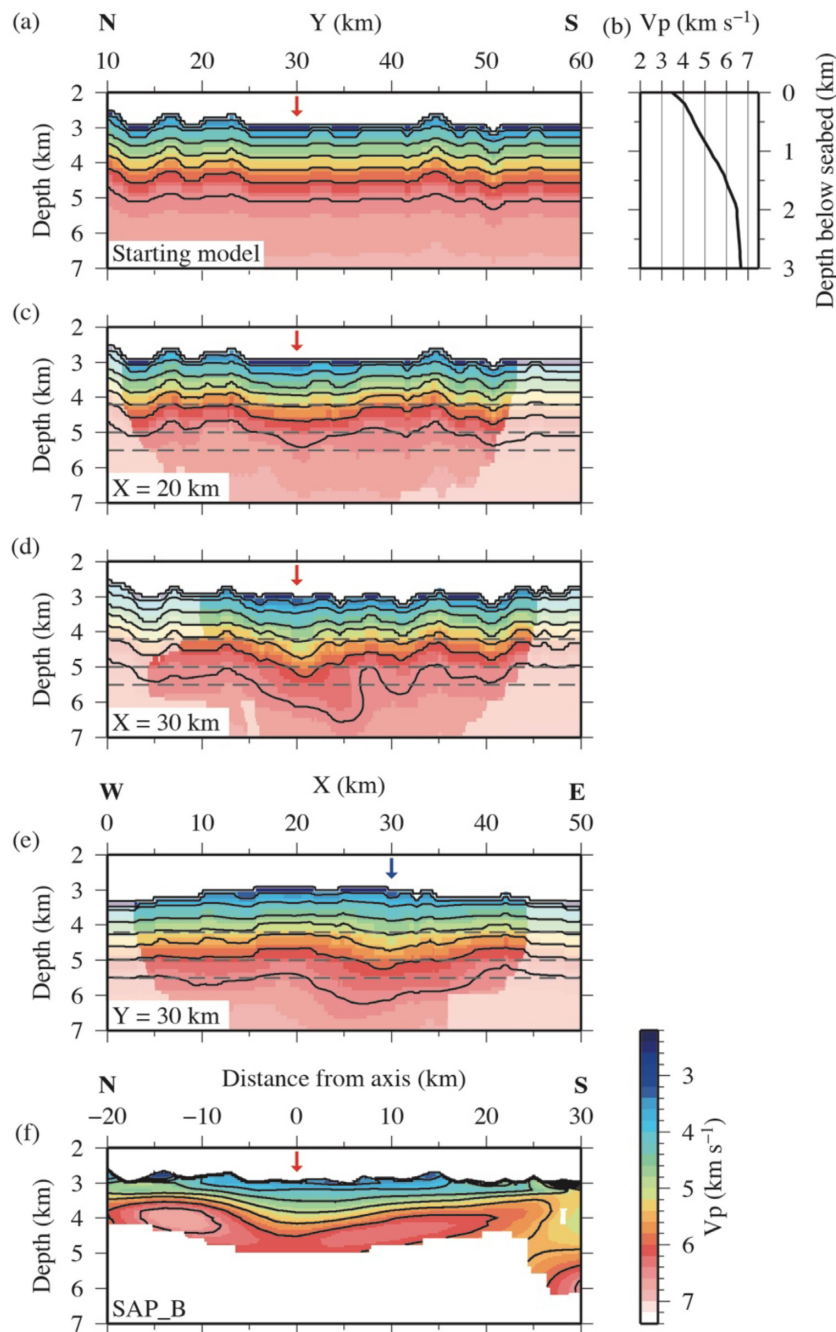 (a) N Y (km) S (b) Vp (km s⁻¹)
10 20 30 40 50 60 2 3 4 5 6 7
2
3
4
5
6
7
Depth (km)
Starting model
0
1
2
3
Depth below seabed (km)
(c)
2
3
4
5
6
7
Depth (km)
X = 20 km
(d)
2
3
4
5
6
7
Depth (km)
X = 30 km
W X (km) E
(e) 0 10 20 30 40 50
2
3
4
5
6
7
Depth (km)
Y = 30 km
N Distance from axis (km) S
(f) −20 −10 0 10 20 30
2
3
4
5
6
7
Depth (km)
SAP_B
3
4
5
6
7
Vp (km s⁻¹)